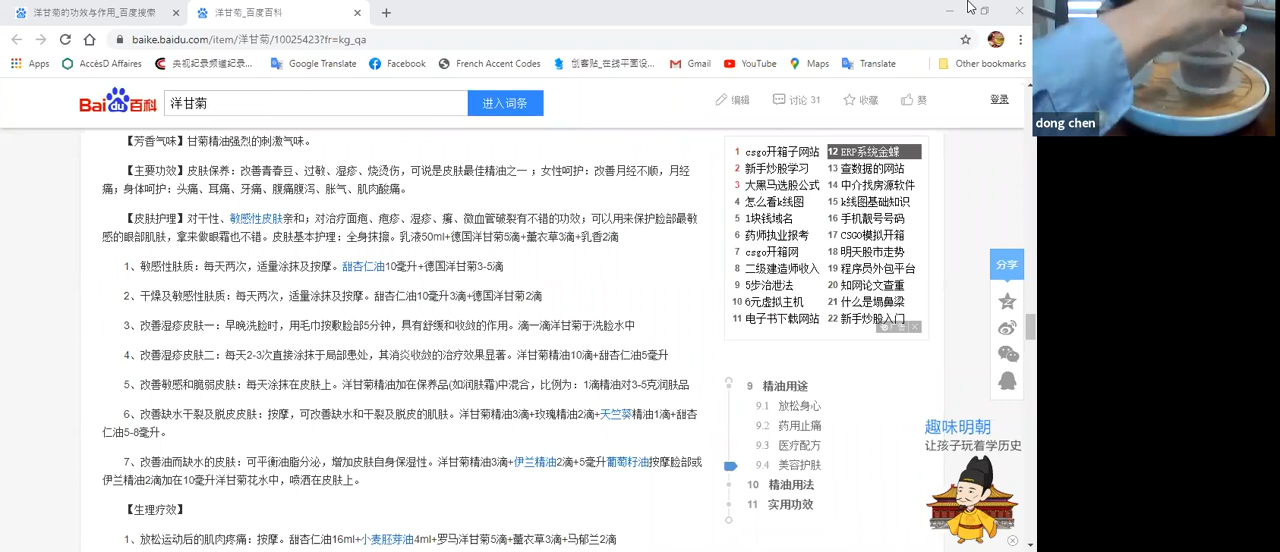 洋甘菊的功效与作用_百度搜索
洋甘菊_百度百科
baike.baidu.com/item/洋甘菊/10025423?fr=kg_qa
Apps
AccèsD Affaires
央视纪录频道纪录...
Google Translate
Facebook
French Accent Codes
创客贴_在线平面设...
Gmail
YouTube
Maps
Translate
Other bookmarks
Bai du 百科
洋甘菊
进入词条
编辑
讨论 31
收藏
赞
登录
【芳香气味】甘菊精油强烈的刺激气味。
【主要功效】皮肤保养：改善青春豆、过敏、湿疹、烧烫伤，可说是皮肤最佳精油之一；女性呵护：改善月经不顺，月经
痛；身体呵护：头痛、耳痛、牙痛、腹痛腹泻、胀气、肌肉酸痛。
【皮肤护理】对干性、敏感性皮肤亲和；对治疗面疱、疱疹、湿疹、癣、微血管破裂有不错的功效；可以用来保护脸部最敏
感的眼部肌肤，拿来做眼霜也不错。皮肤基本护理：全身抹擦。乳液50ml+德国洋甘菊5滴+薰衣草3滴+乳香2滴
1、敏感性肤质：每天两次，适量涂抹及按摩。甜杏仁油10毫升+德国洋甘菊3-5滴
2、干燥及敏感性肤质：每天两次，适量涂抹及按摩。甜杏仁油10毫升3滴+德国洋甘菊2滴
3、改善湿疹皮肤一：早晚洗脸时，用毛巾按敷脸部5分钟，具有舒缓和收敛的作用。滴一滴洋甘菊于洗脸水中
4、改善湿疹皮肤二：每天2-3次直接涂抹于局部患处，其消炎收敛的治疗效果显著。洋甘菊精油10滴+甜杏仁油5毫升
5、改善敏感和脆弱皮肤：每天涂抹在皮肤上。洋甘菊精油加在保养品(如润肤霜)中混合，比例为：1滴精油对3-5克润肤品
6、改善缺水干裂及脱皮皮肤：按摩，可改善缺水和干裂及脱皮的肌肤。洋甘菊精油3滴+玫瑰精油2滴+天竺葵精油1滴+甜杏
仁油5-8毫升。
7、改善油而缺水的皮肤：可平衡油脂分泌，增加皮肤自身保湿性。洋甘菊精油3滴+伊兰精油2滴+5毫升葡萄籽油按摩脸部或
伊兰精油2滴加在10毫升洋甘菊花水中，喷洒在皮肤上。
【生理疗效】
1、放松运动后的肌肉疼痛：按摩。甜杏仁油16ml+小麦胚芽油4ml+罗马洋甘菊5滴+薰衣草3滴+马郁兰2滴
1 csgo开箱子网站
2 新手炒股学习
3 大黑马选股公式
4 怎么看k线图
5 1块钱域名
6 药师执业报考
7 csgo开箱网
8 二级建造师收入
9 5步治泄法
10 6元虚拟主机
11 电子书下载网站
12 ERP系统金蝶
13 查数据的网站
14 中介找房源软件
15 k线图基础知识
16 手机靓号号码
17 CSGO模拟开箱
18 明天股市走势
19 程序员外包平台
20 知网论文查重
21 什么是塌鼻梁
22 新手炒股入门
广告
9 精油用途
9.1 放松身心
9.2 药用止痛
9.3 医疗配方
9.4 美容护肤
10 精油用法
11 实用功效
分享
趣味明朝
让孩子玩着学历史
dong chen